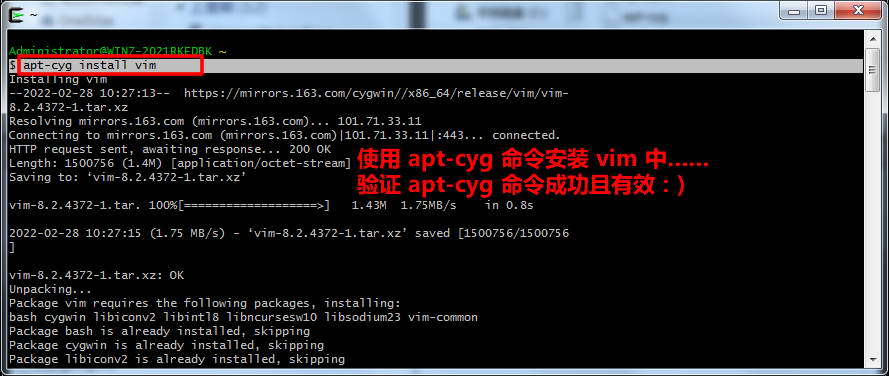 ~
Administrator@WIN7-2021RKEDBK ~
$ apt-cyg install vim
Installing vim
--2022-02-28 10:27:13--  https://mirrors.163.com/cygwin//x86_64/release/vim/vim-
8.2.4372-1.tar.xz
Resolving mirrors.163.com (mirrors.163.com)... 101.71.33.11
Connecting to mirrors.163.com (mirrors.163.com)|101.71.33.11|:443... connected.
HTTP request sent, awaiting response... 200 OK
Length: 1500756 (1.4M) [application/octet-stream]
Saving to: ‘vim-8.2.4372-1.tar.xz’
使用 apt-cyg 命令安装 vim 中……
验证 apt-cyg 命令成功且有效：)
vim-8.2.4372-1.tar. 100%[===================>]   1.43M  1.75MB/s    in 0.8s
2022-02-28 10:27:15 (1.75 MB/s) - ‘vim-8.2.4372-1.tar.xz’ saved [1500756/1500756
]
vim-8.2.4372-1.tar.xz: OK
Unpacking...
Package vim requires the following packages, installing:
bash cygwin libiconv2 libintl8 libncursesw10 libsodium23 vim-common
Package bash is already installed, skipping
Package cygwin is already installed, skipping
Package libiconv2 is already installed, skipping